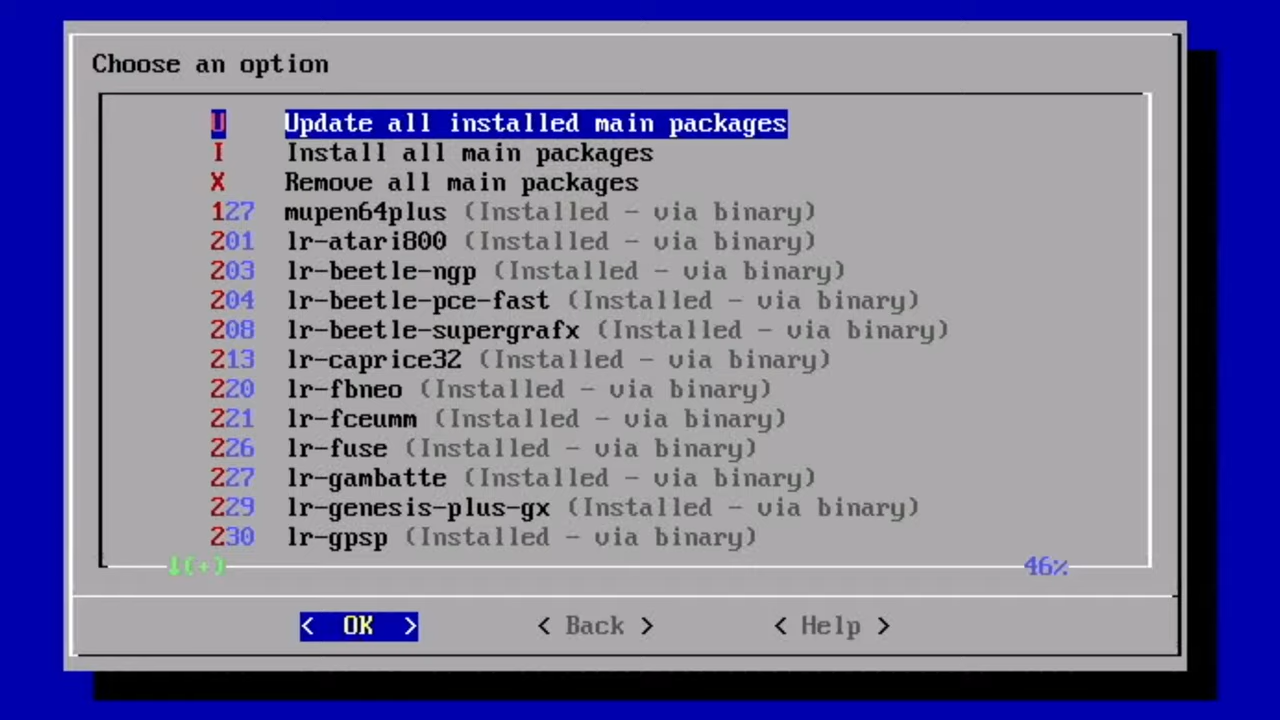 Choose an option
U Update all installed main packages
I Install all main packages
X Remove all main packages
127 mupen64plus (Installed - via binary)
201 lr-atari800 (Installed - via binary)
203 lr-beetle-ngp (Installed - via binary)
204 lr-beetle-pce-fast (Installed - via binary)
208 lr-beetle-supergrafx (Installed - via binary)
213 lr-caprice32 (Installed - via binary)
220 lr-fbneo (Installed - via binary)
221 lr-fceumm (Installed - via binary)
226 lr-fuse (Installed - via binary)
227 lr-gambatte (Installed - via binary)
229 lr-genesis-plus-gx (Installed - via binary)
230 lr-gpsp (Installed - via binary)
↓(+) 46%
< OK > < Back > < Help >